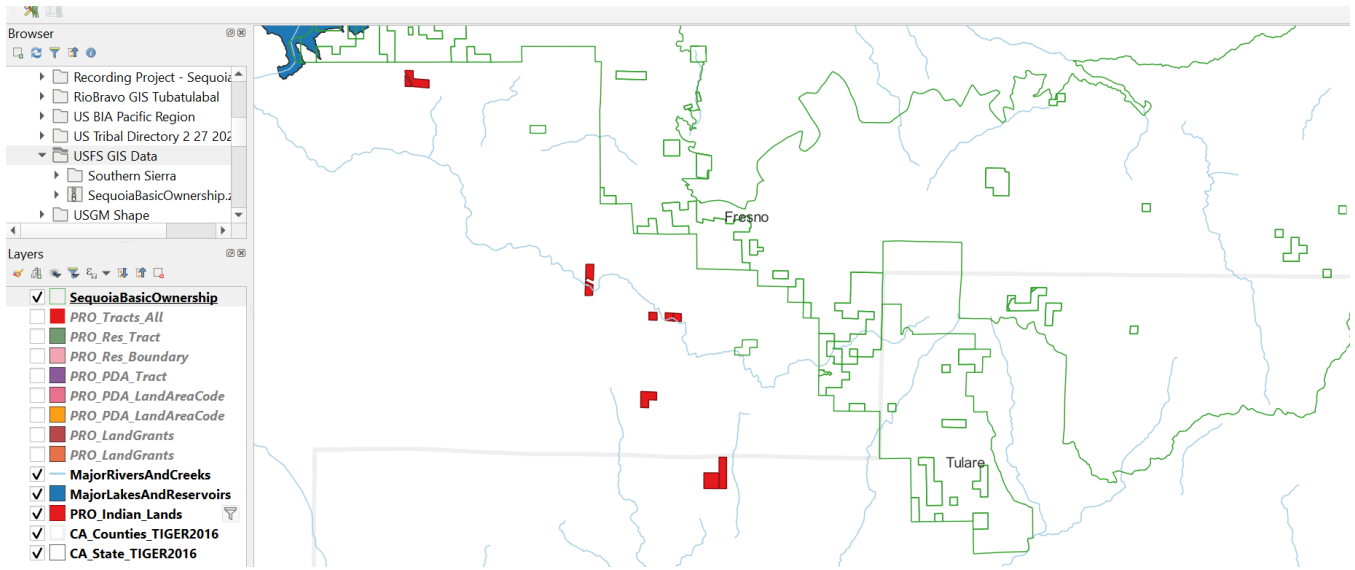 Browser
Recording Project - Sequoia
RioBravo GIS Tubatulabal
US BIA Pacific Region
US Tribal Directory 2 27 202
USFS GIS Data
Southern Sierra
SequoiaBasicOwnership.z
USGM Shape
Layers
SequoiaBasicOwnership
PRO_Tracts_All
PRO_Res_Tract
PRO_Res_Boundary
PRO_PDA_Tract
PRO_PDA_LandAreaCode
PRO_PDA_LandAreaCode
PRO_LandGrants
PRO_LandGrants
MajorRiversAndCreeks
MajorLakesAndReservoirs
PRO_Indian_Lands
CA_Counties_TIGER2016
CA_State_TIGER2016
Fresno
Tulare